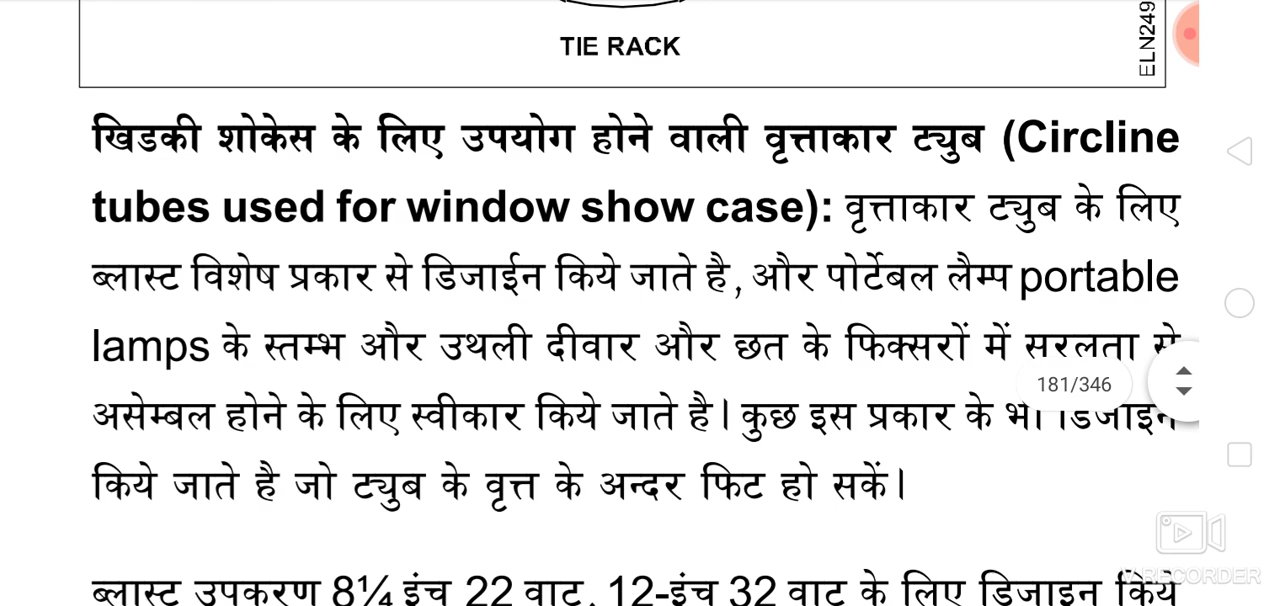 TIE RACK
ELN249
खिडकी शोकेस के लिए उपयोग होने वाली वृत्ताकार ट्युब (Circline
tubes used for window show case): वृत्ताकार ट्युब के लिए
ब्लास्ट विशेष प्रकार से डिजाईन किये जाते है, और पोर्टेबल लैम्प portable
lamps के स्तम्भ और उथली दीवार और छत के फिक्सरों में सरलता से
181/346
असेम्बल होने के लिए स्वीकार किये जाते है। कुछ इस प्रकार के भी डिजाइन
किये जाते है जो ट्युब के वृत्त के अन्दर फिट हो सकें।
ब्लास्ट उपकरण 8¼ इंच 22 वाट, 12-इंच 32 वाट के लिए डिजाइन किये
V RECORDER